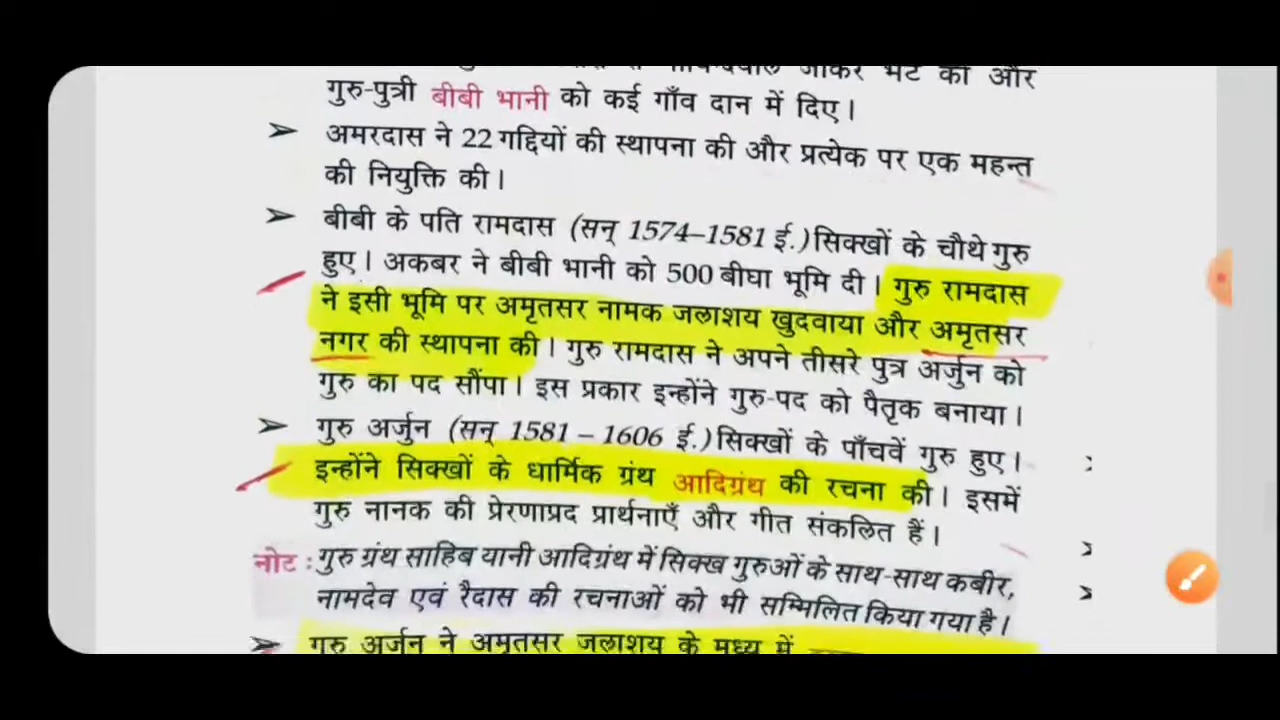 जाकर भेंट की और
गुरु-पुत्री बीबी भानी को कई गाँव दान में दिए।
➢ अमरदास ने 22 गद्दियों की स्थापना की और प्रत्येक पर एक महन्त
की नियुक्ति की।
➢ बीबी के पति रामदास (सन् 1574–1581 ई.) सिक्खों के चौथे गुरु
हुए। अकबर ने बीबी भानी को 500 बीघा भूमि दी। गुरु रामदास
ने इसी भूमि पर अमृतसर नामक जलाशय खुदवाया और अमृतसर
नगर की स्थापना की। गुरु रामदास ने अपने तीसरे पुत्र अर्जुन को
गुरु का पद सौंपा। इस प्रकार इन्होंने गुरु-पद को पैतृक बनाया।
➢ गुरु अर्जुन (सन् 1581 – 1606 ई.) सिक्खों के पाँचवें गुरु हुए।
इन्होंने सिक्खों के धार्मिक ग्रंथ आदिग्रंथ की रचना की। इसमें
गुरु नानक की प्रेरणाप्रद प्रार्थनाएँ और गीत संकलित हैं।
नोट : गुरु ग्रंथ साहिब यानी आदिग्रंथ में सिक्ख गुरुओं के साथ-साथ कबीर,
नामदेव एवं रैदास की रचनाओं को भी सम्मिलित किया गया है।
➢ गुरु अर्जुन ने अमृतसर जलाशय के मध्य में